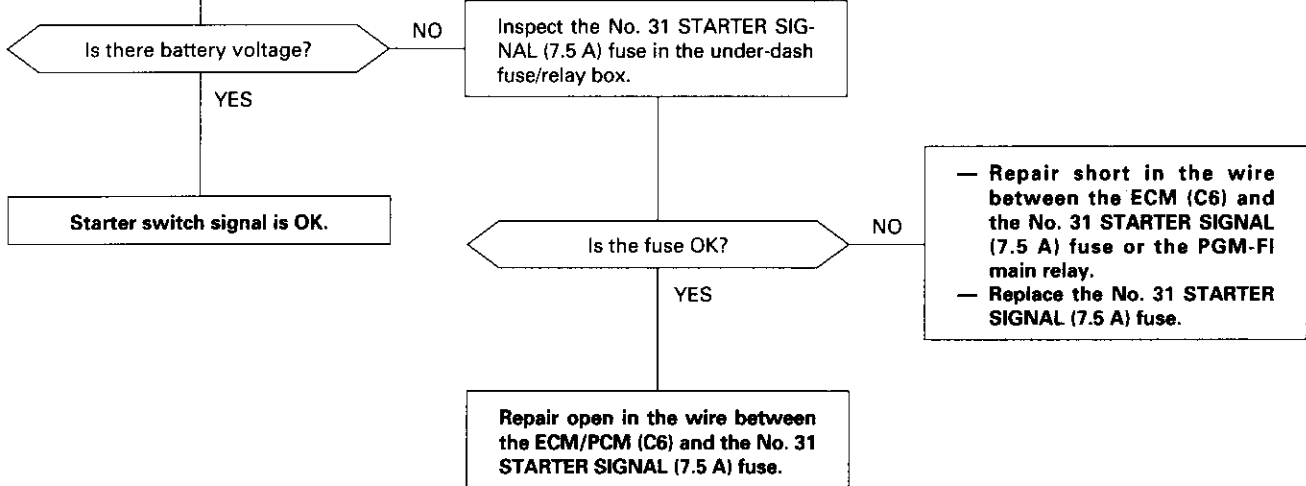 Is there battery voltage?
NO
Inspect the No. 31 STARTER SIG-
NAL (7.5 A) fuse in the under-dash
fuse/relay box.
YES
Starter switch signal is OK.
Is the fuse OK?
NO
— Repair short in the wire
between the ECM (C6) and
the No. 31 STARTER SIGNAL
(7.5 A) fuse or the PGM-FI
main relay.
— Replace the No. 31 STARTER
SIGNAL (7.5 A) fuse.
YES
Repair open in the wire between
the ECM/PCM (C6) and the No. 31
STARTER SIGNAL (7.5 A) fuse.